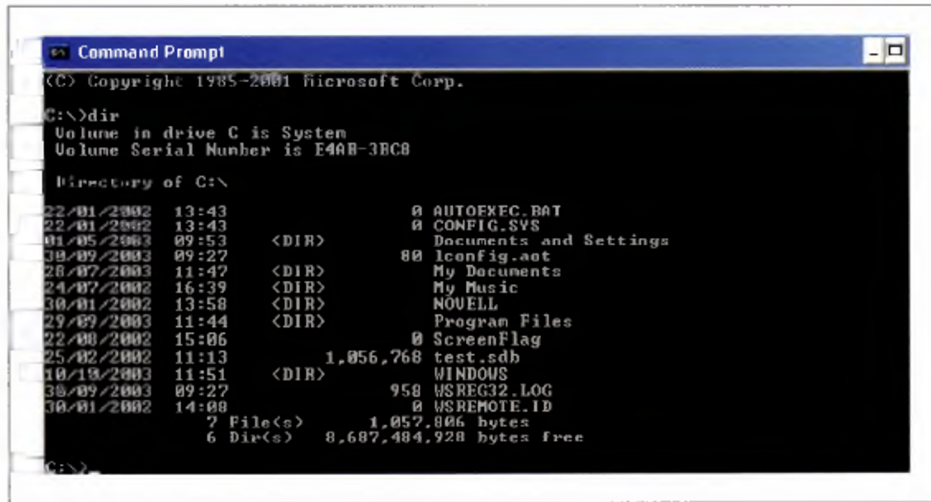 Command Prompt
(C) Copyright 1985-2001 Microsoft Corp.
C:\>dir
Volume in drive C is System
Volume Serial Number is E4AB-3BC8
Directory of C:\
22/01/2002 13:43 0 AUTOEXEC.BAT
22/01/2002 13:43 0 CONFIG.SYS
01/05/2003 09:53 <DIR> Documents and Settings
30/09/2003 09:27 80 lconfig.aot
28/07/2003 11:47 <DIR> My Documents
24/07/2002 16:39 <DIR> My Music
30/01/2002 13:58 <DIR> NOVELL
29/09/2003 11:44 <DIR> Program Files
22/08/2002 15:06 0 ScreenFlag
25/02/2002 11:13 1,056,768 test.sdb
10/10/2003 11:51 <DIR> WINDOWS
30/09/2003 09:27 958 WSREG32.LOG
30/01/2002 14:08 0 WSREMOTE.ID
7 File(s) 1,057,806 bytes
6 Dir(s) 8,687,484,928 bytes free
C:\>_